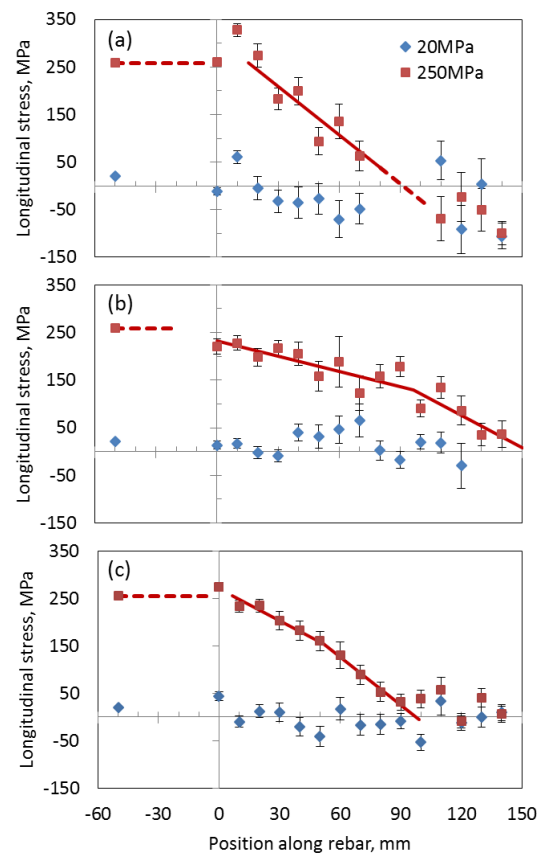 (a)
20MPa
250MPa
Longitudinal stress, MPa
350
250
150
50
-50
-150
(b)
Longitudinal stress, MPa
350
250
150
50
-50
-150
(c)
Longitudinal stress, MPa
350
250
150
50
-50
-150
-60 -30 0 30 60 90 120 150
Position along rebar, mm